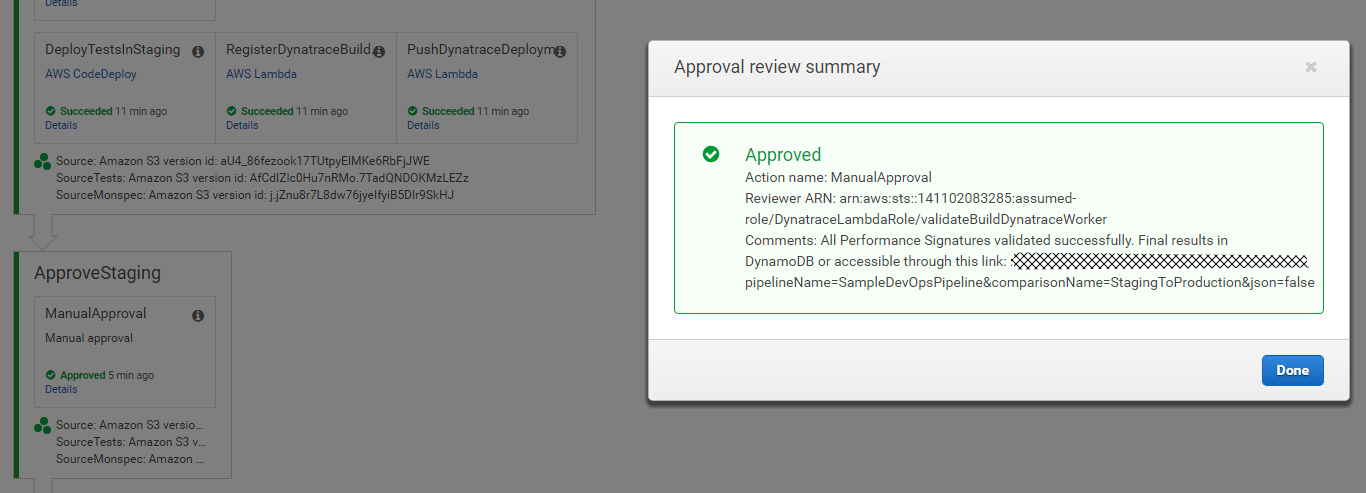 Details
DeployTestsInStaging
AWS CodeDeploy
Succeeded 11 min ago
Details
RegisterDynatraceBuild
AWS Lambda
Succeeded 11 min ago
Details
PushDynatraceDeploym
AWS Lambda
Succeeded 11 min ago
Details
Source: Amazon S3 version id: aU4_86fezook17TUtpyEIMKe6RbFjJWE
SourceTests: Amazon S3 version id: AfCdIZlc0Hu7nRMo.7TadQNDOKMzLEZz
SourceMonspec: Amazon S3 version id: j.jZnu8r7L8dw76jyeIfyiB5DIr9SkHJ
ApproveStaging
ManualApproval
Manual approval
Approved 5 min ago
Details
Source: Amazon S3 versio...
SourceTests: Amazon S3 v...
SourceMonspec: Amazon ...
Approval review summary
Approved
Action name: ManualApproval
Reviewer ARN: arn:aws:sts::141102083285:assumed-
role/DynatraceLambdaRole/validateBuildDynatraceWorker
Comments: All Performance Signatures validated successfully. Final results in
DynamoDB or accessible through this link:
pipelineName=SampleDevOpsPipeline&comparisonName=StagingToProduction&json=false
Done